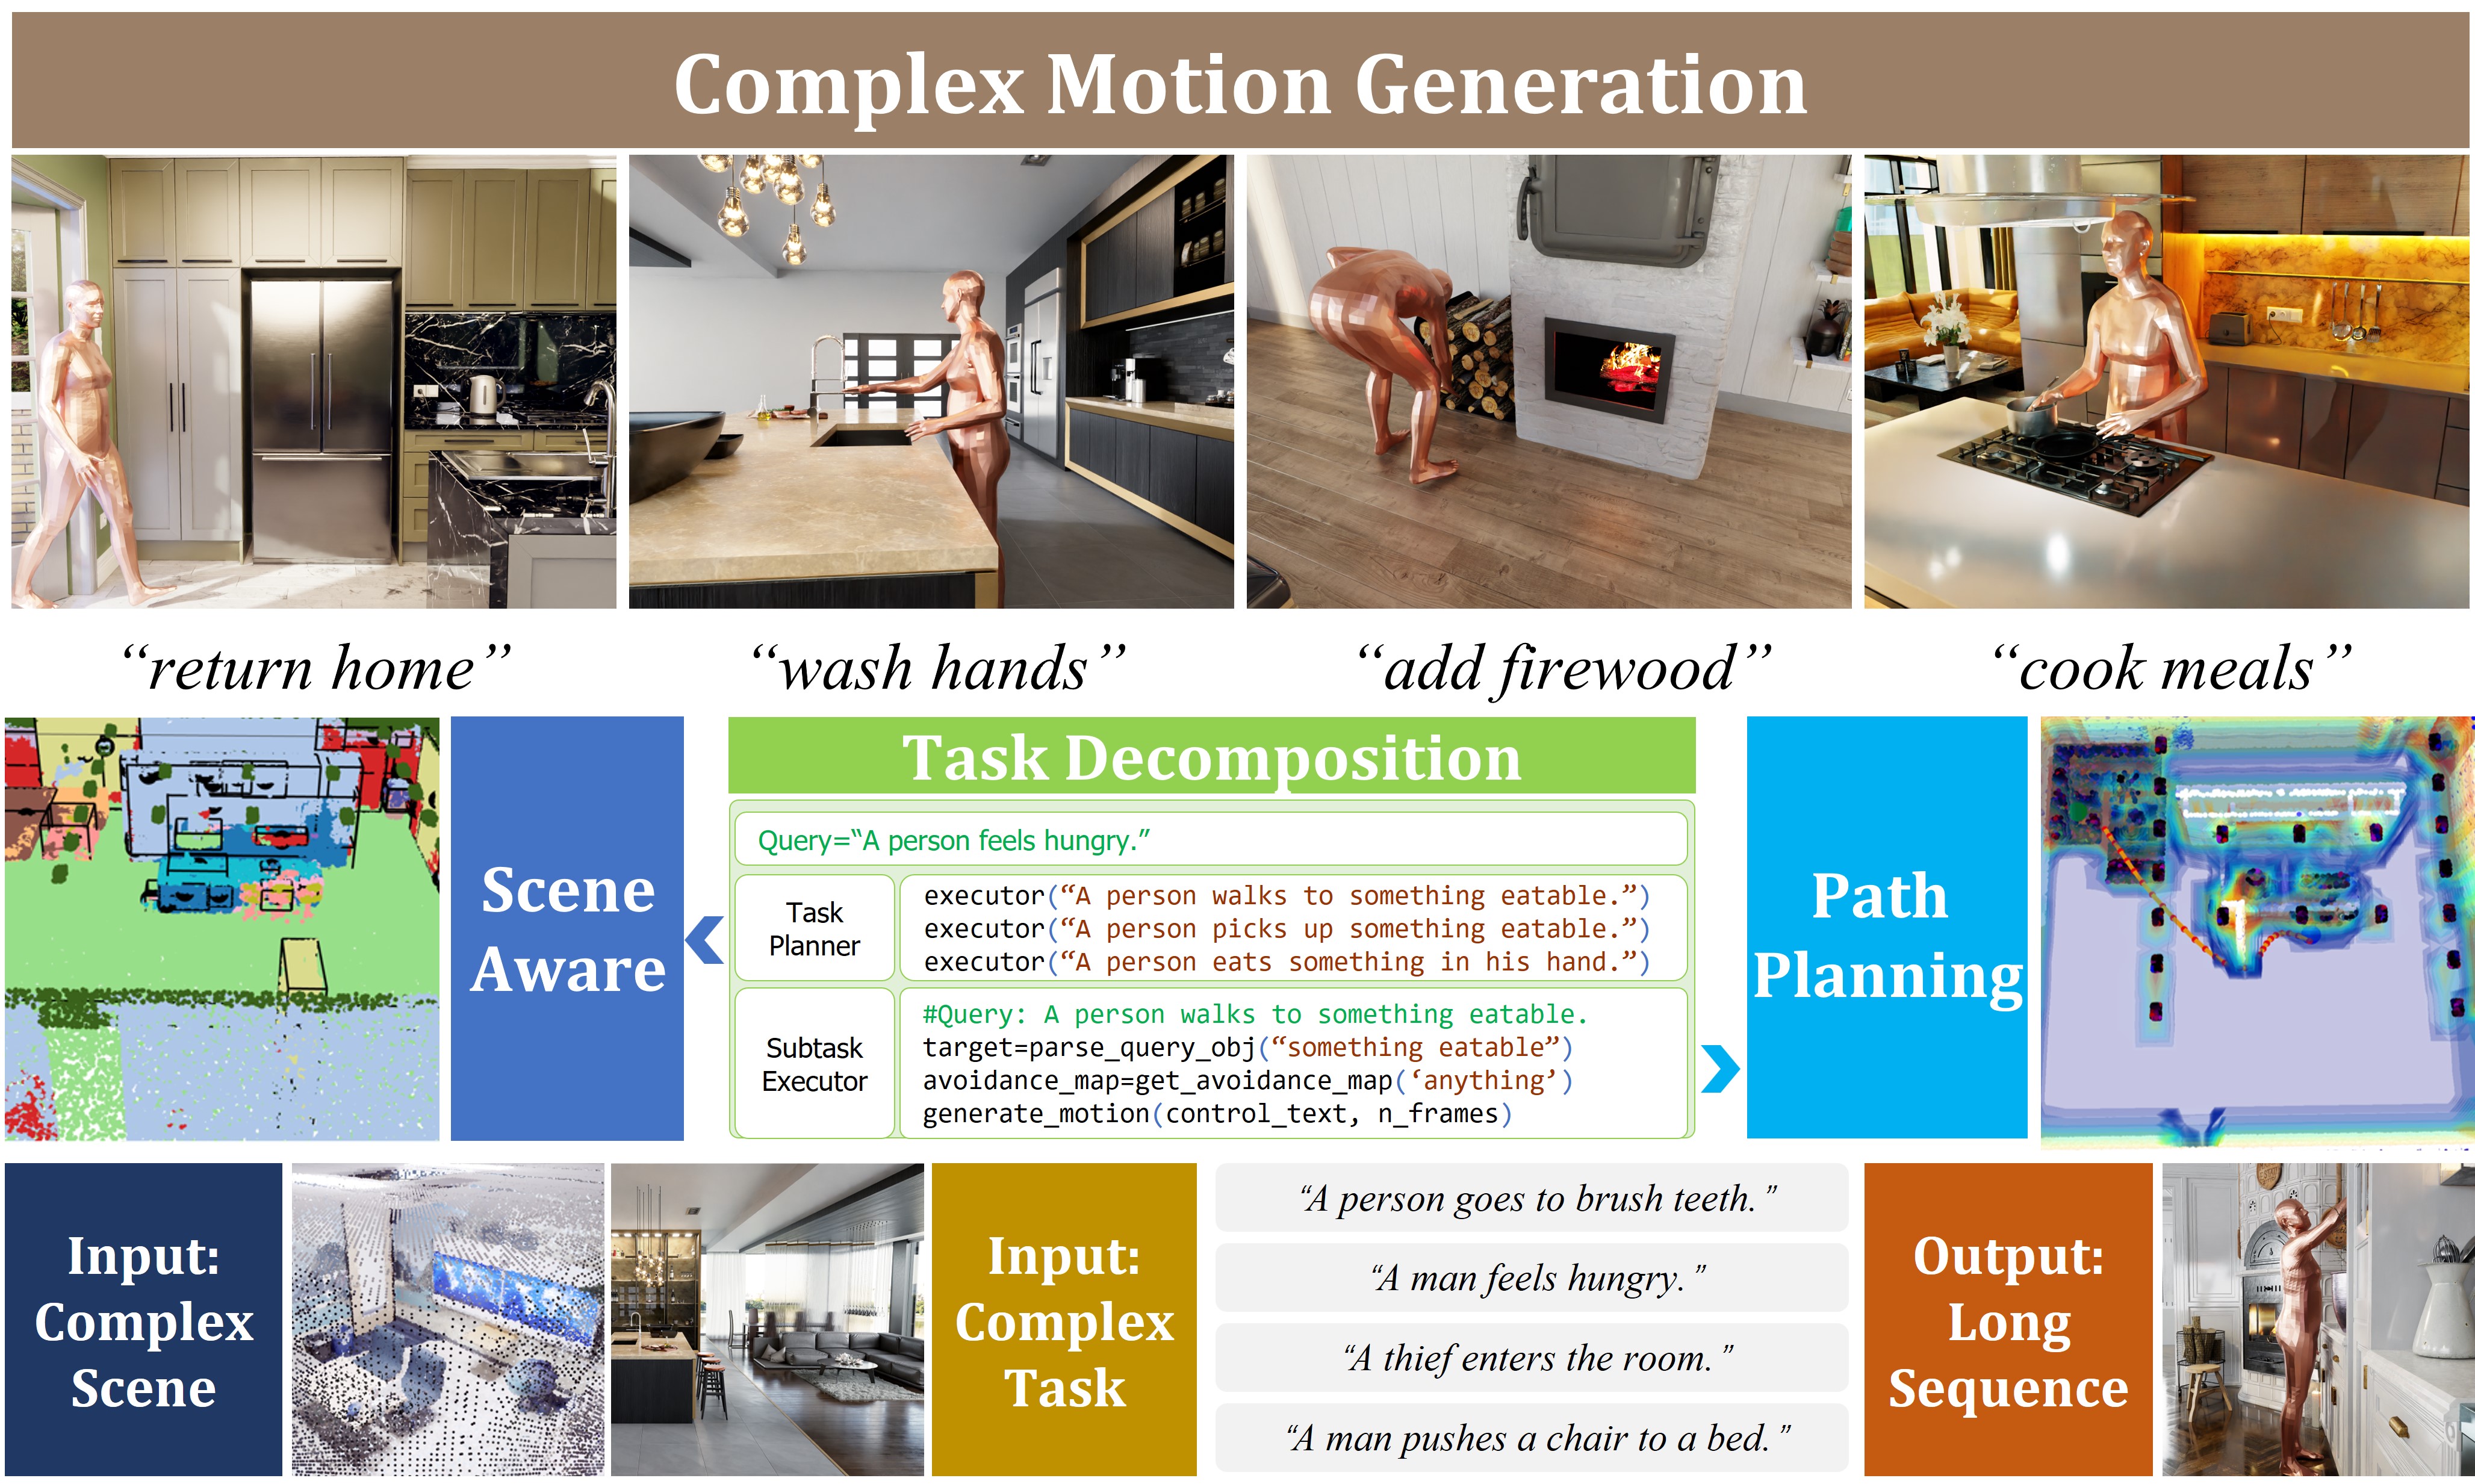 Complex Motion Generation
“return home”
“wash hands”
“add firewood”
“cook meals”
Scene
Aware
Task Decomposition
Query=“A person feels hungry.”
Task
Planner
executor(“A person walks to something eatable.”)
executor(“A person picks up something eatable.”)
executor(“A person eats something in his hand.”)
Subtask
Executor
#Query: A person walks to something eatable.
target=parse_query_obj(“something eatable”)
avoidance_map=get_avoidance_map(‘anything’)
generate_motion(control_text, n_frames)
Path
Planning
Input:
Complex
Scene
Input:
Complex
Task
“A person goes to brush teeth.”
“A man feels hungry.”
“A thief enters the room.”
“A man pushes a chair to a bed.”
Output:
Long
Sequence